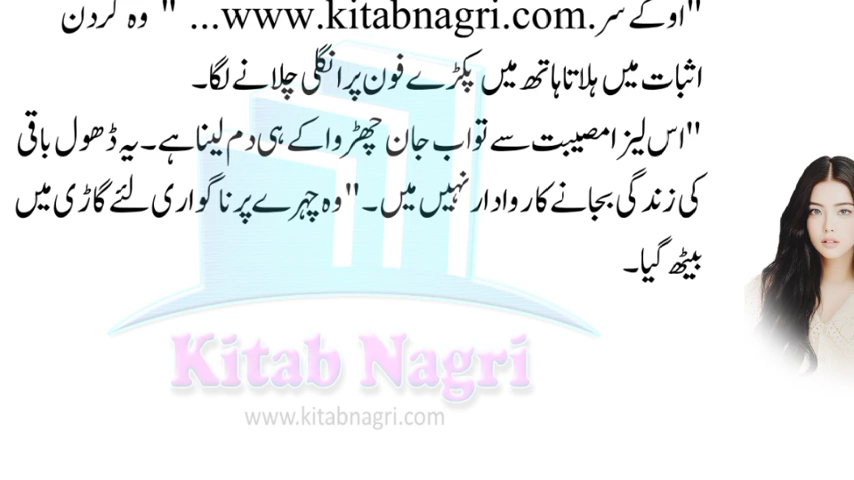 "اوکے سر.www.kitabnagri.com... " وہ گردن
اثبات میں ہلاتا ہاتھ میں پکڑے فون پر انگلی چلانے لگا۔
"اس لیزا مصیبت سے تو اب جان چھڑوا کے ہی دم لینا ہے۔ یہ ڈھول باقی
کی زندگی بجانے کا روادار نہیں میں۔" وہ چہرے پر ناگواری لئے گاڑی میں
بیٹھ گیا۔
Kitab Nagri
www.kitabnagri.com